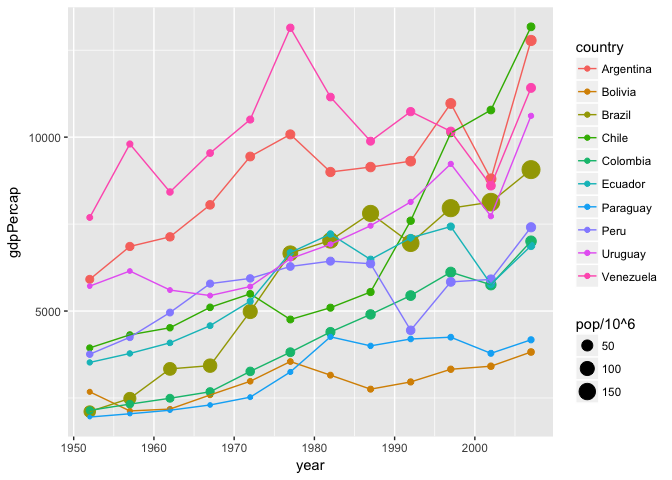 gdpPercap
10000
5000
1950
1960
1970
1980
1990
2000
year
country
Argentina
Bolivia
Brazil
Chile
Colombia
Ecuador
Paraguay
Peru
Uruguay
Venezuela
pop/10^6
50
100
150